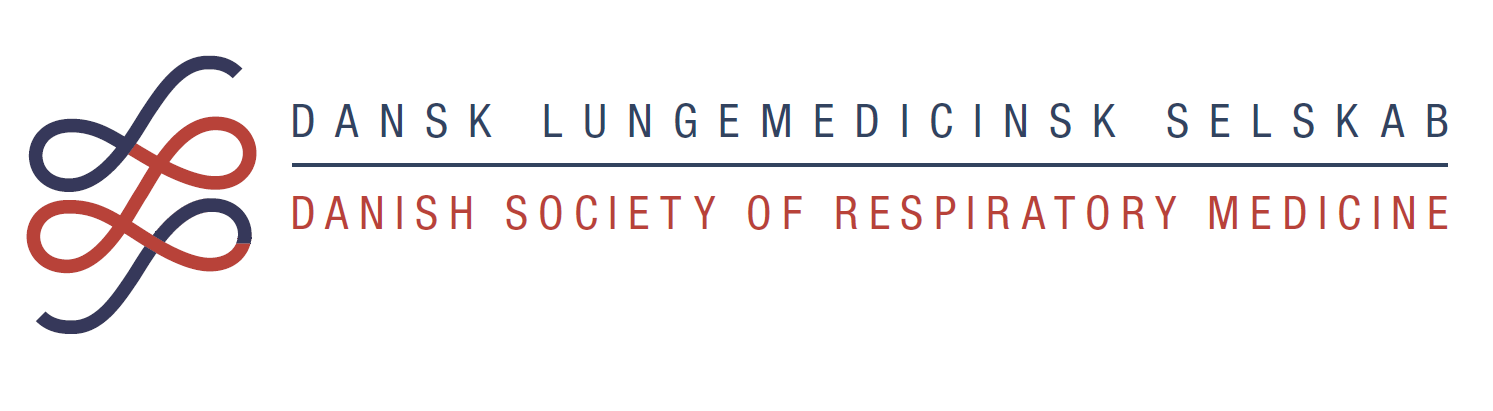 DANSK LUNGEMEDICINSK SELSKAB
DANISH SOCIETY OF RESPIRATORY MEDICINE